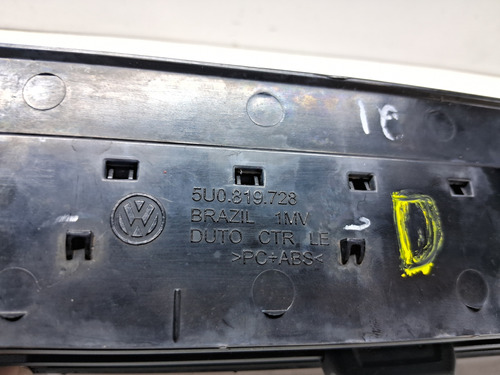 1E
5U0.819.728
BRAZIL 1MV
DUTO CTR LE
>PC+ABS<
D